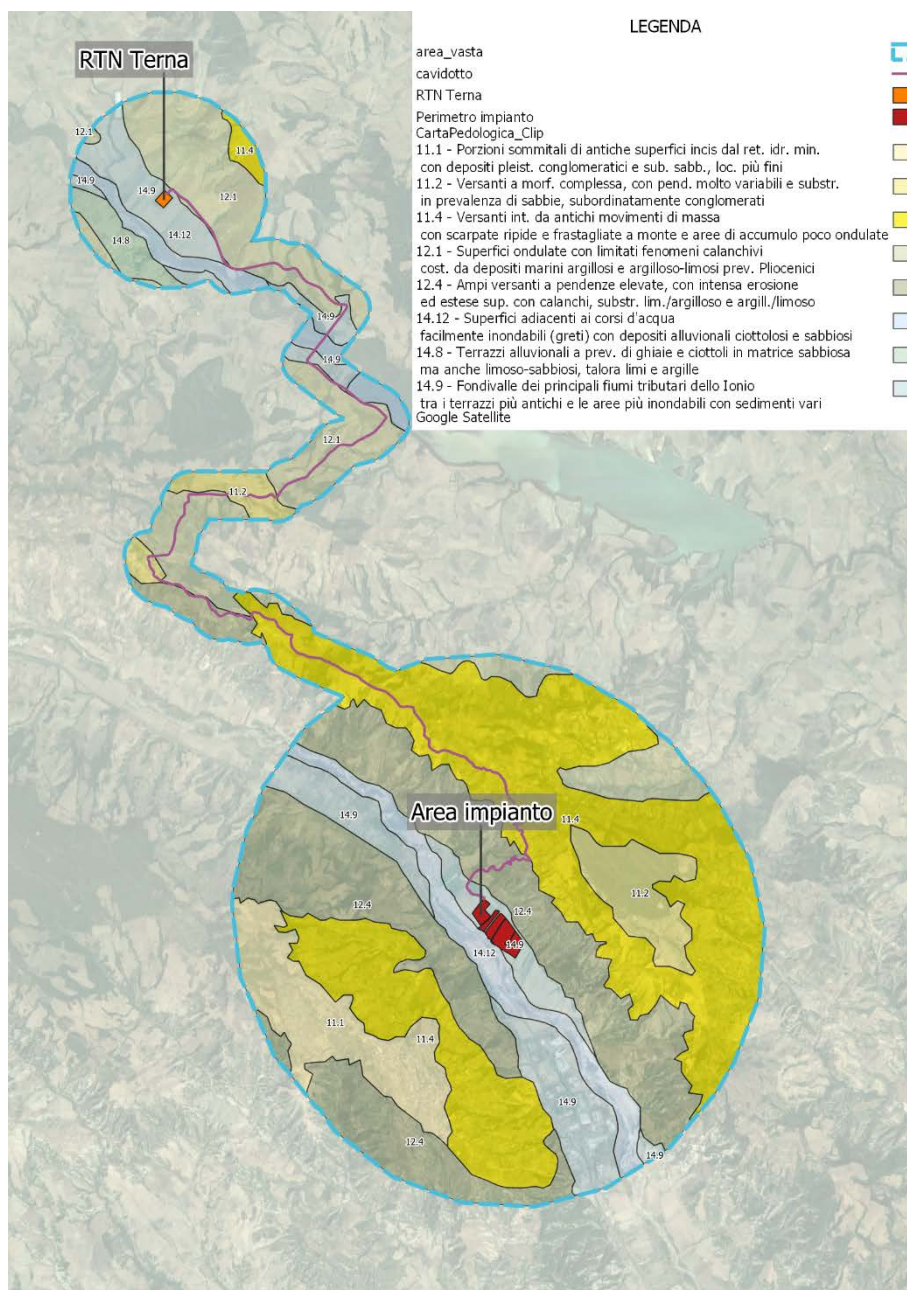 LEGENDA
area_vasta
cavidotto
RTN Terna
Perimetro impianto
CartaPedologica_Clip
11.1 - Porzioni sommitali di antiche superfici incis dal ret. idr. min.
con depositi pleist. conglomeratici e sub. sabb., loc. più fini
11.2 - Versanti a morf. complessa, con pend. molto variabili e substr.
in prevalenza di sabbie, subordinatamente conglomerati
11.4 - Versanti int. da antichi movimenti di massa
con scarpate ripide e frastagliate a monte e aree di accumulo poco ondulate
12.1 - Superfici ondulate con limitati fenomeni calanchivi
cost. da depositi marini argillosi e argilloso-limosi prev. Pliocenici
12.4 - Ampi versanti a pendenze elevate, con intensa erosione
ed estese sup. con calanchi, substr. lim./argilloso e argill./limoso
14.12 - Superfici adiacenti ai corsi d'acqua
facilmente inondabili (greti) con depositi alluvionali ciottolosi e sabbiosi
14.8 - Terrazzi alluvionali a prev. di ghiaie e ciottoli in matrice sabbiosa
ma anche limoso-sabbiosi, talora limi e argille
14.9 - Fondivalle dei principali fiumi tributari dello Ionio
tra i terrazzi più antichi e le aree più inondabili con sedimenti vari
Google Satellite
RTN Terna
12.1
11.4
14.9
14.9
12.1
14.12
14.8
14.9
14.9
12.1
11.2
Area impianto
14.9
11.4
11.2
12.4
12.4
14.9
14.12
11.1
11.4
14.9
12.4
14.9